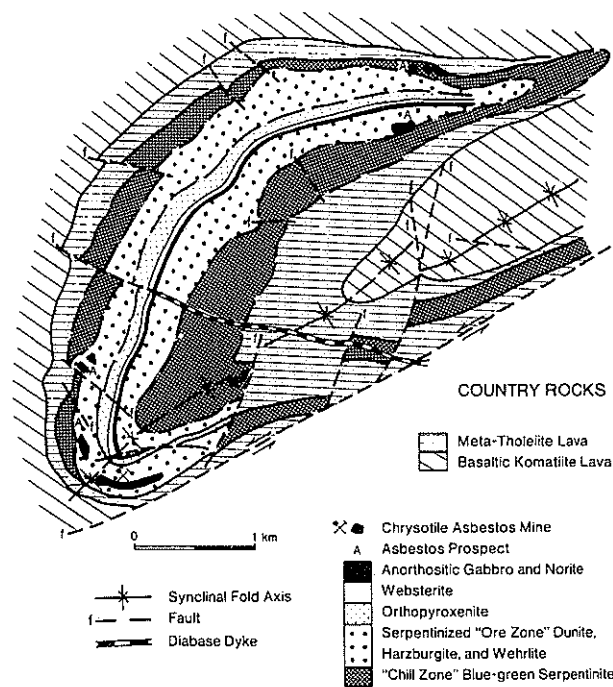 COUNTRY ROCKS
Meta-Tholeiite Lava
Basaltic Komatiite Lava
0 1 km
Synclinal Fold Axis
f Fault
Diabase Dyke
Chrysotile Asbestos Mine
A Asbestos Prospect
Anorthositic Gabbro and Norite
Websterite
Orthopyroxenite
Serpentinized "Ore Zone" Dunite,
Harzburgite, and Wehrlite
"Chill Zone" Blue-green Serpentinite